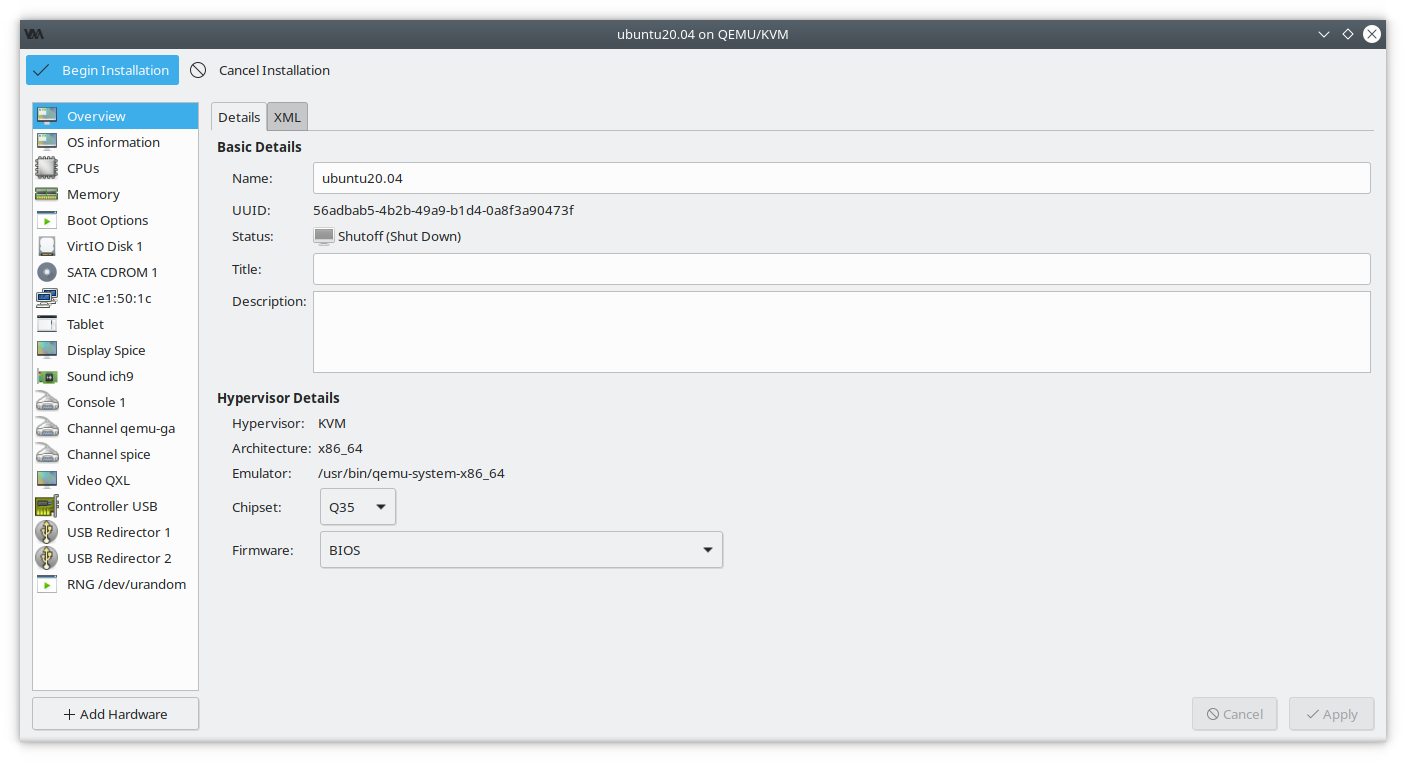 ubuntu20.04 on QEMU/KVM
Begin Installation
Cancel Installation
Overview
OS information
CPUs
Memory
Boot Options
VirtIO Disk 1
SATA CDROM 1
NIC :e1:50:1c
Tablet
Display Spice
Sound ich9
Console 1
Channel qemu-ga
Channel spice
Video QXL
Controller USB
USB Redirector 1
USB Redirector 2
RNG /dev/urandom
Add Hardware
Details XML
Basic Details
Name: ubuntu20.04
UUID: 56adbab5-4b2b-49a9-b1d4-0a8f3a90473f
Status: Shutoff (Shut Down)
Title:
Description:
Hypervisor Details
Hypervisor: KVM
Architecture: x86_64
Emulator: /usr/bin/qemu-system-x86_64
Chipset: Q35
Firmware: BIOS
Cancel Apply